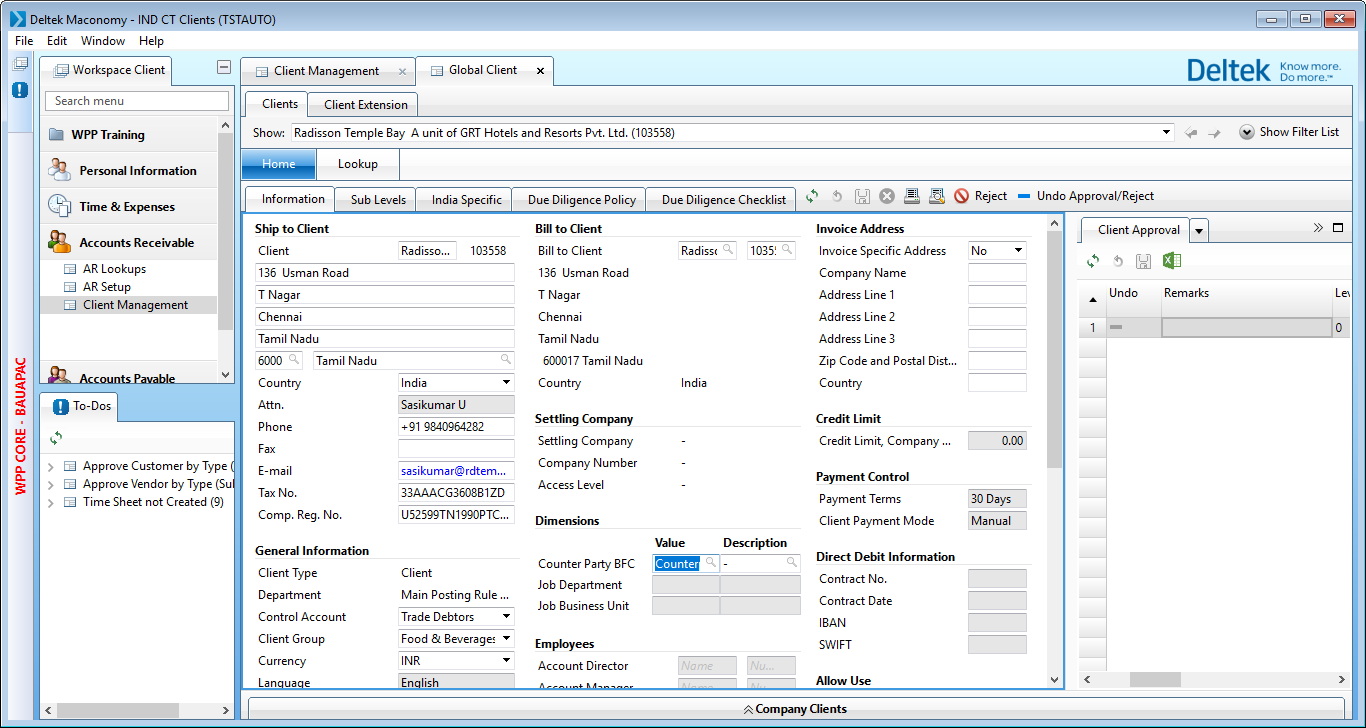 Deltek Maconomy - IND CT Clients (TSTAUTO)
File Edit Window Help
Workspace Client
Client Management
Global Client
Deltek Know more.
Do more.™
Search menu
Clients Client Extension
WPP Training
Show: Radisson Temple Bay A unit of GRT Hotels and Resorts Pvt. Ltd. (103558) Show Filter List
Personal Information
Home Lookup
Time & Expenses
Information Sub Levels India Specific Due Diligence Policy Due Diligence Checklist Reject Undo Approval/Reject
Accounts Receivable
AR Lookups
AR Setup
Client Management
Accounts Payable
WPP CORE - BAUAPAC
To-Dos
Approve Customer by Type (
Approve Vendor by Type (Sul
Time Sheet not Created (9)
Ship to Client
Client Radisso... 103558
136 Usman Road
T Nagar
Chennai
Tamil Nadu
6000 Tamil Nadu
Country India
Attn. Sasikumar U
Phone +91 9840964282
Fax
E-mail sasikumar@rdtem...
Tax No. 33AAACG3608B1ZD
Comp. Reg. No. U52599TN1990PTC...
General Information
Client Type Client
Department Main Posting Rule ...
Control Account Trade Debtors
Client Group Food & Beverages
Currency INR
Language English
Bill to Client
Bill to Client Radisso 1035!
136 Usman Road
T Nagar
Chennai
Tamil Nadu
600017 Tamil Nadu
Country India
Settling Company
Settling Company -
Company Number -
Access Level -
Dimensions
Value Description
Counter Party BFC Counter -
Job Department
Job Business Unit
Employees
Account Director Name Nu...
Account Manager Name Nu...
Invoice Address
Invoice Specific Address No
Company Name
Address Line 1
Address Line 2
Address Line 3
Zip Code and Postal Dist...
Country
Credit Limit
Credit Limit, Company ... 0.00
Payment Control
Payment Terms 30 Days
Client Payment Mode Manual
Direct Debit Information
Contract No.
Contract Date
IBAN
SWIFT
Allow Use
Client Approval
Undo Remarks Lev
1 0
Company Clients